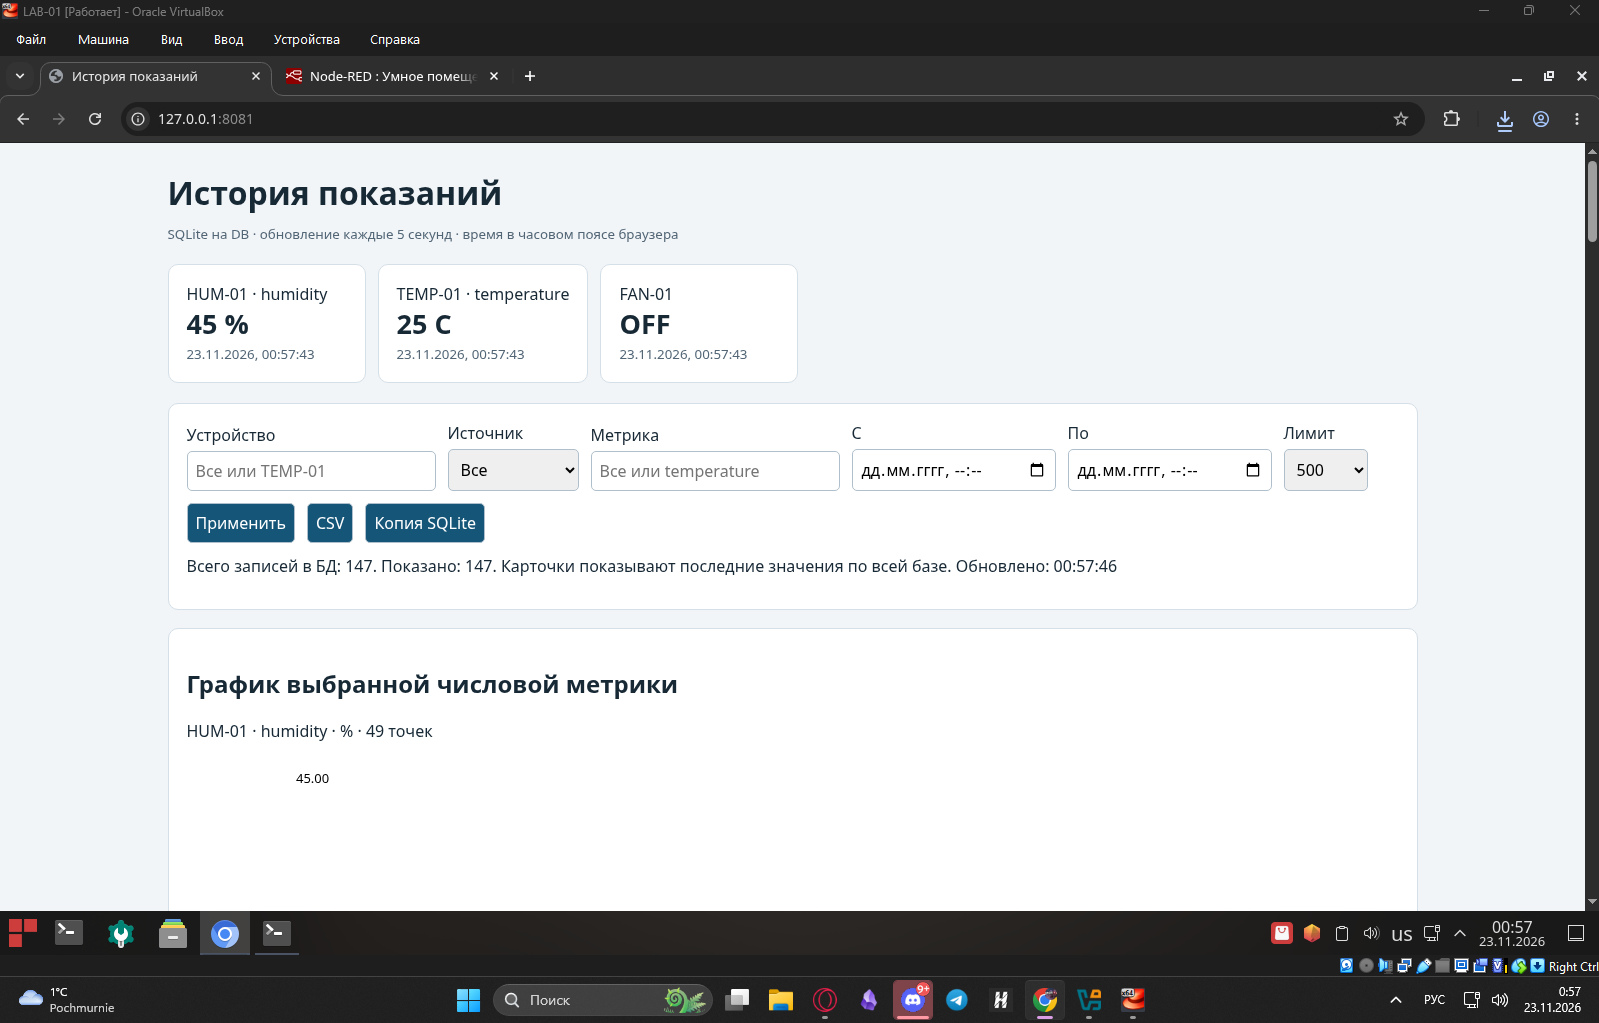 LAB-01 [Работает] - Oracle VirtualBox
Файл Машина Вид Ввод Устройства Справка
История показаний Node-RED : Умное помеще
127.0.0.1:8081
История показаний
SQLite на DB · обновление каждые 5 секунд · время в часовом поясе браузера
HUM-01 · humidity
45 %
23.11.2026, 00:57:43
TEMP-01 · temperature
25 C
23.11.2026, 00:57:43
FAN-01
OFF
23.11.2026, 00:57:43
Устройство Источник Метрика С По Лимит
Все или TEMP-01 Все Все или temperature дд.мм.гггг, --:-- дд.мм.гггг, --:-- 500
Применить CSV Копия SQLite
Всего записей в БД: 147. Показано: 147. Карточки показывают последние значения по всей базе. Обновлено: 00:57:46
График выбранной числовой метрики
HUM-01 · humidity · % · 49 точек
45.00
us 00:57
23.11.2026
Right Ctrl
1°C
Pochmurnie
Поиск
9+
x64
РУС
0:57
23.11.2026